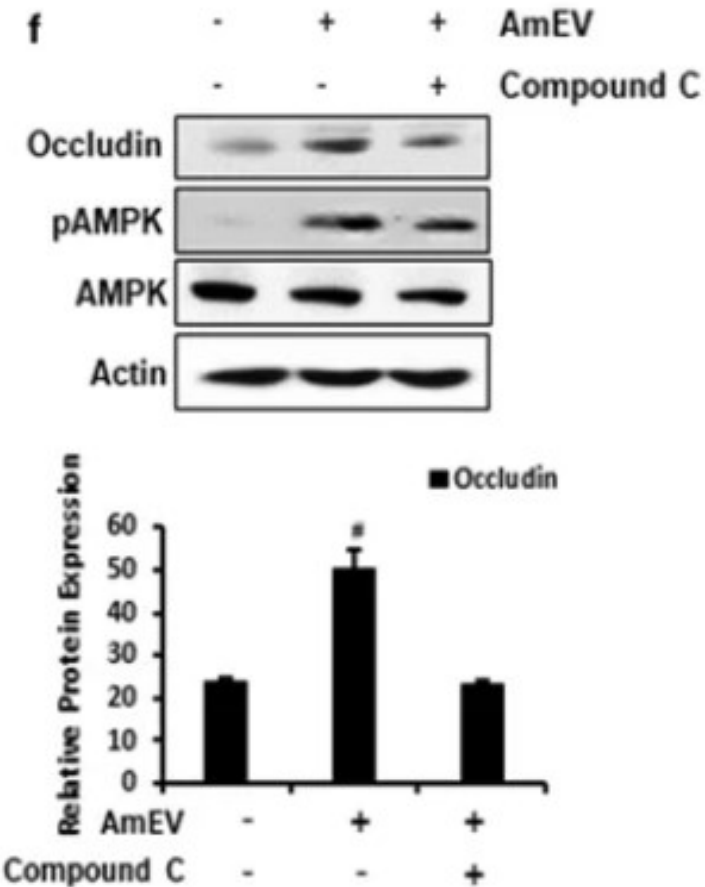 f - + + AmEV
- - + Compound C
Occludin
pAMPK
AMPK
Actin
Relative Protein Expression
Occludin
60
50
40
30
20
10
0
#
AmEV - + +
Compound C - - +